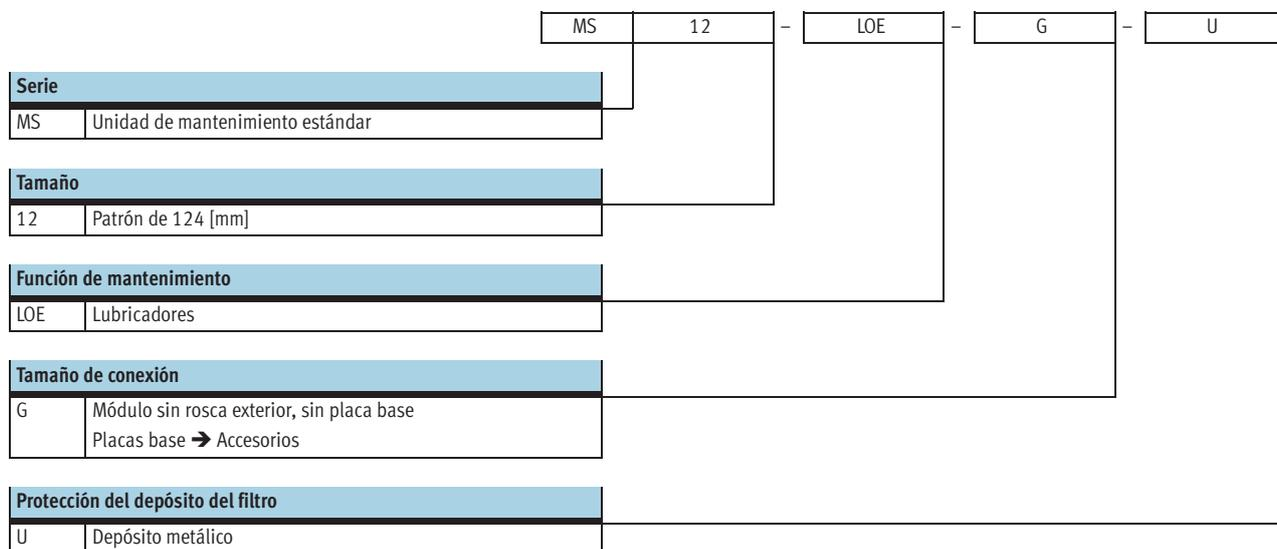 MS 12 – LOE – G – U
Serie
MS Unidad de mantenimiento estándar
Tamaño
12 Patrón de 124 [mm]
Función de mantenimiento
LOE Lubricadores
Tamaño de conexión
G Módulo sin rosca exterior, sin placa base
Placas base ➔ Accesorios
Protección del depósito del filtro
U Depósito metálico